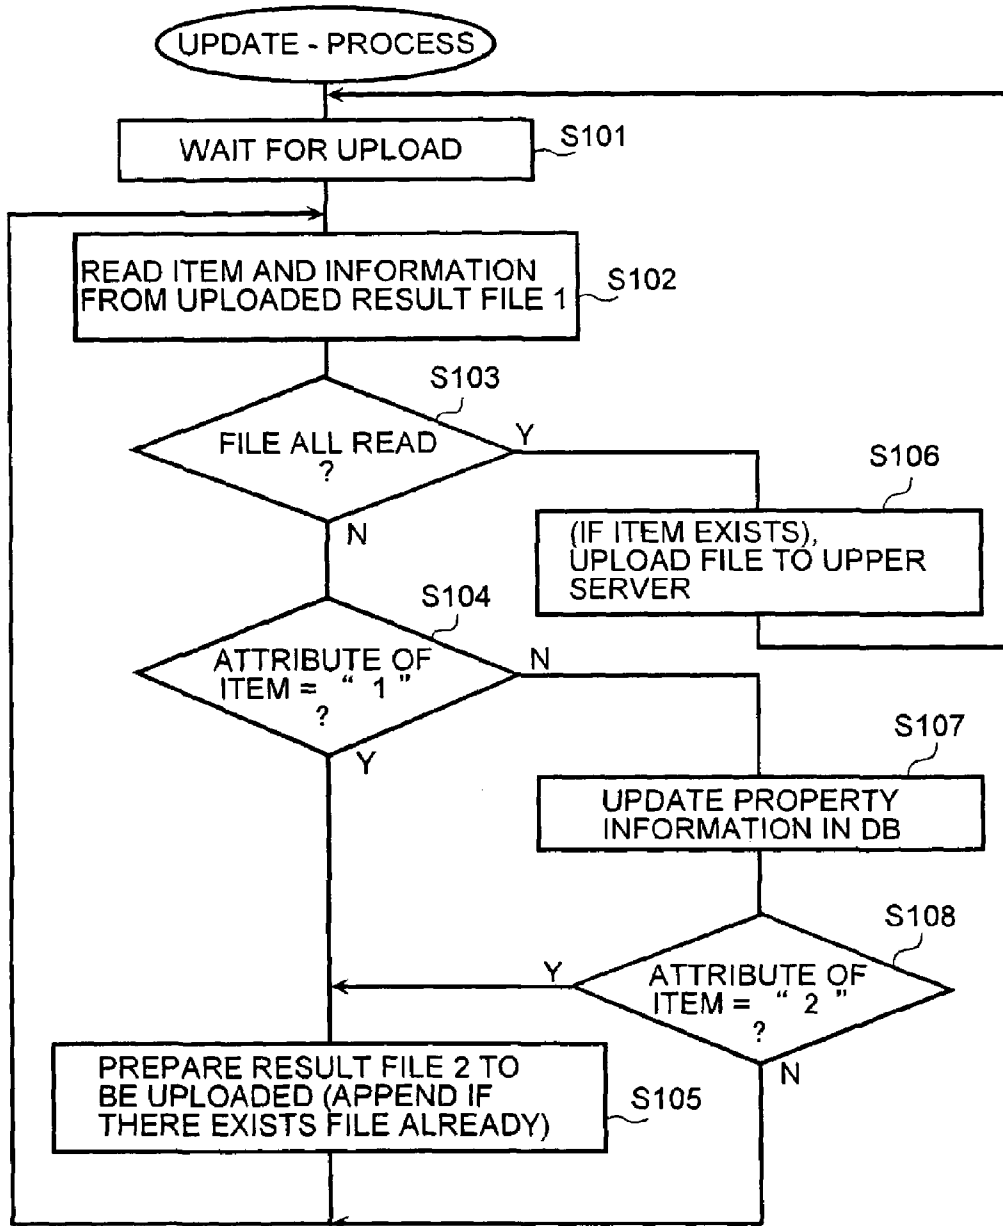 UPDATE - PROCESS
WAIT FOR UPLOAD
S101
READ ITEM AND INFORMATION
FROM UPLOADED RESULT FILE 1
S102
S103
FILE ALL READ
?
Y
N
S106
(IF ITEM EXISTS),
UPLOAD FILE TO UPPER
SERVER
S104
ATTRIBUTE OF
ITEM = " 1 "
?
N
Y
S107
UPDATE PROPERTY
INFORMATION IN DB
S108
ATTRIBUTE OF
ITEM = " 2 "
?
Y
N
PREPARE RESULT FILE 2 TO
BE UPLOADED (APPEND IF
THERE EXISTS FILE ALREADY)
S105